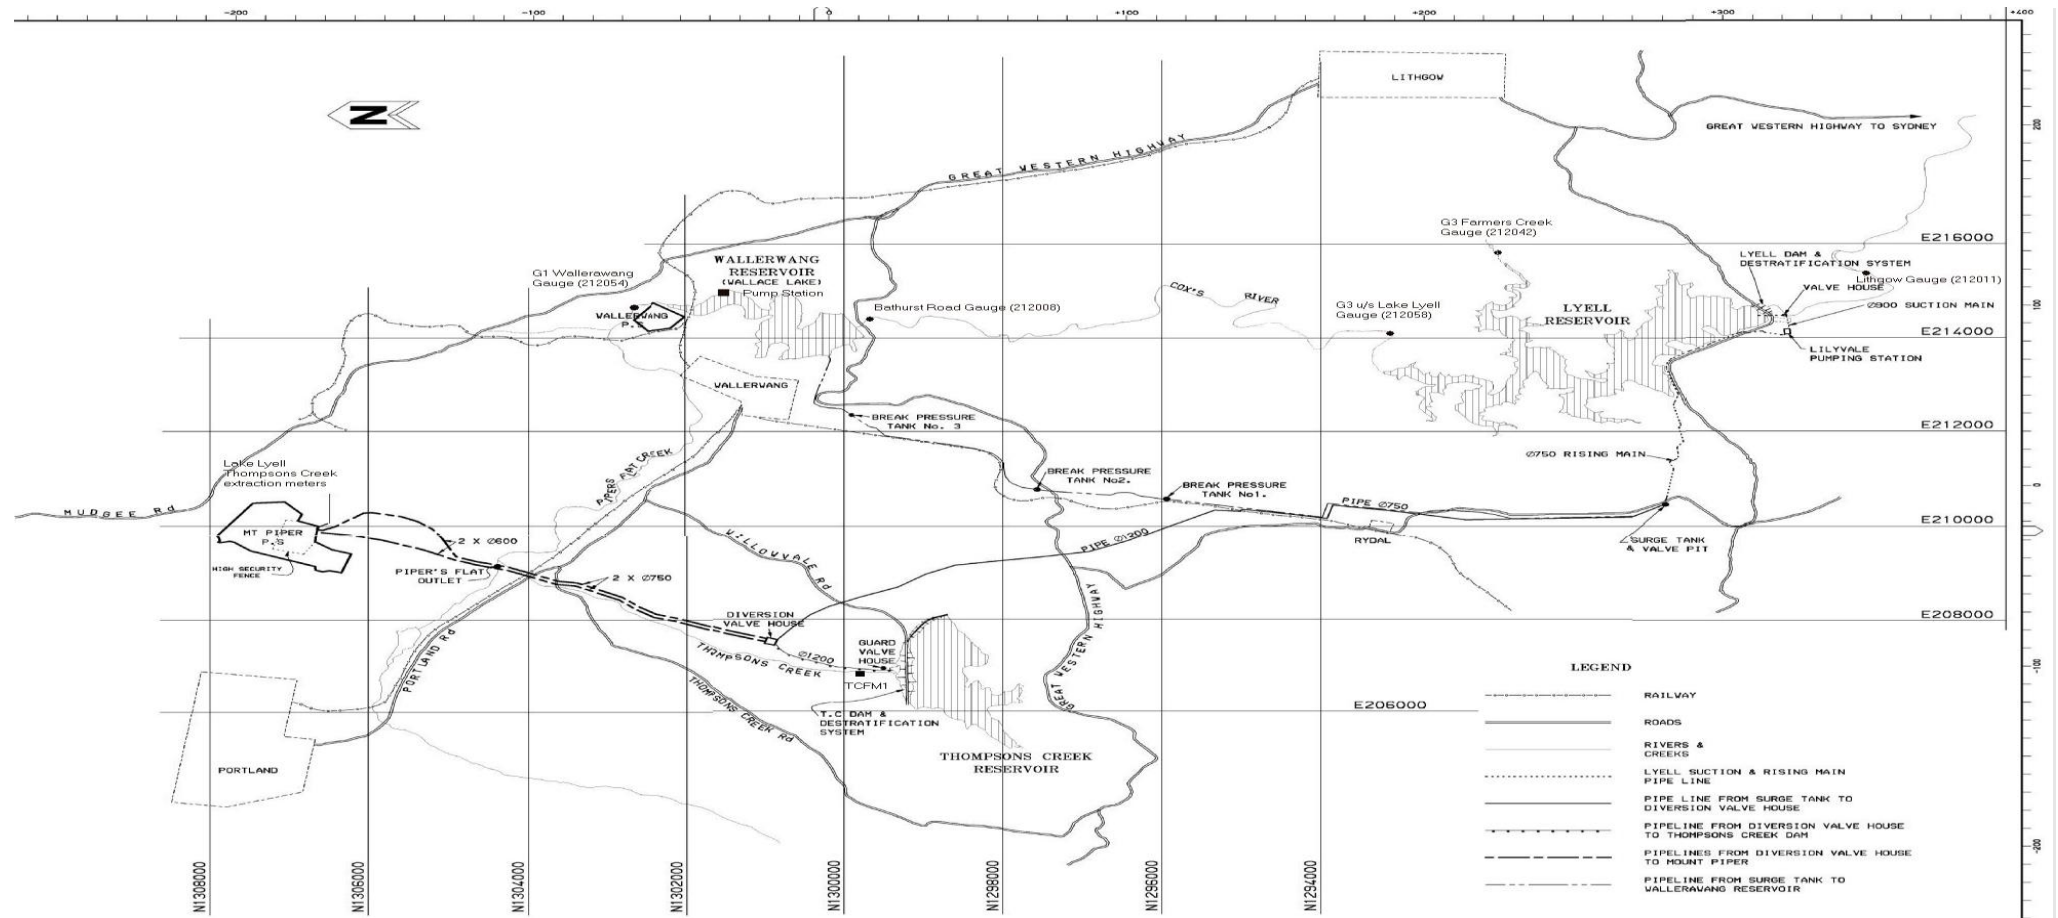 -200
-100
0
+100
+200
+300
+400
N
LITHGOW
GREAT WESTERN HIGHWAY TO SYDNEY
200
GREAT WESTERN HIGHWAY
G3 Farmers Creek
Gauge (212042)
E216000
LYELL DAM &
DESTRATIFICATION SYSTEM
Lithgow Gauge (212011)
VALVE HOUSE
Ø900 SUCTION MAIN
100
WALLERWANG
RESERVOIR
(WALLACE LAKE)
Pump Station
G1 Wallerawang
Gauge (212054)
WALLERWANG
P.S
Bathurst Road Gauge (212008)
COX'S RIVER
G3 u/s Lake Lyell
Gauge (212058)
LYELL
RESERVOIR
E214000
LILYVALE
PUMPING STATION
WALLERWANG
BREAK PRESSURE
TANK No. 3
E212000
Ø750 RISING MAIN
PIPERS FLAT CREEK
Lake Lyell
Thompsons Creek
extraction meters
BREAK PRESSURE
TANK No2.
BREAK PRESSURE
TANK No1.
0
MUDGEE Rd
MT PIPER
P.S
HIGH SECURITY
FENCE
2 X Ø600
PIPER'S FLAT
OUTLET
2 X Ø750
WILLOWVALE Rd
PIPE Ø1200
PIPE Ø750
RYDAL
E210000
SURGE TANK
& VALVE PIT
DIVERSION
VALVE HOUSE
GREAT WESTERN HIGHWAY
E208000
GUARD
VALVE
HOUSE
Ø1200
THOMPSONS CREEK
TCFM1
PORTLAND Rd
THOMPSONS CREEK Rd
T.C DAM &
DESTRATIFICATION
SYSTEM
E206000
-100
THOMPSONS CREEK
RESERVOIR
PORTLAND
LEGEND
RAILWAY
ROADS
RIVERS &
CREEKS
LYELL SUCTION & RISING MAIN
PIPE LINE
PIPE LINE FROM SURGE TANK TO
DIVERSION VALVE HOUSE
PIPELINE FROM DIVERSION VALVE HOUSE
TO THOMPSONS CREEK DAM
PIPELINES FROM DIVERSION VALVE HOUSE
TO MOUNT PIPER
PIPELINE FROM SURGE TANK TO
WALLERAWANG RESERVOIR
-200
N1308000
N1306000
N1304000
N1302000
N1300000
N1298000
N1296000
N1294000